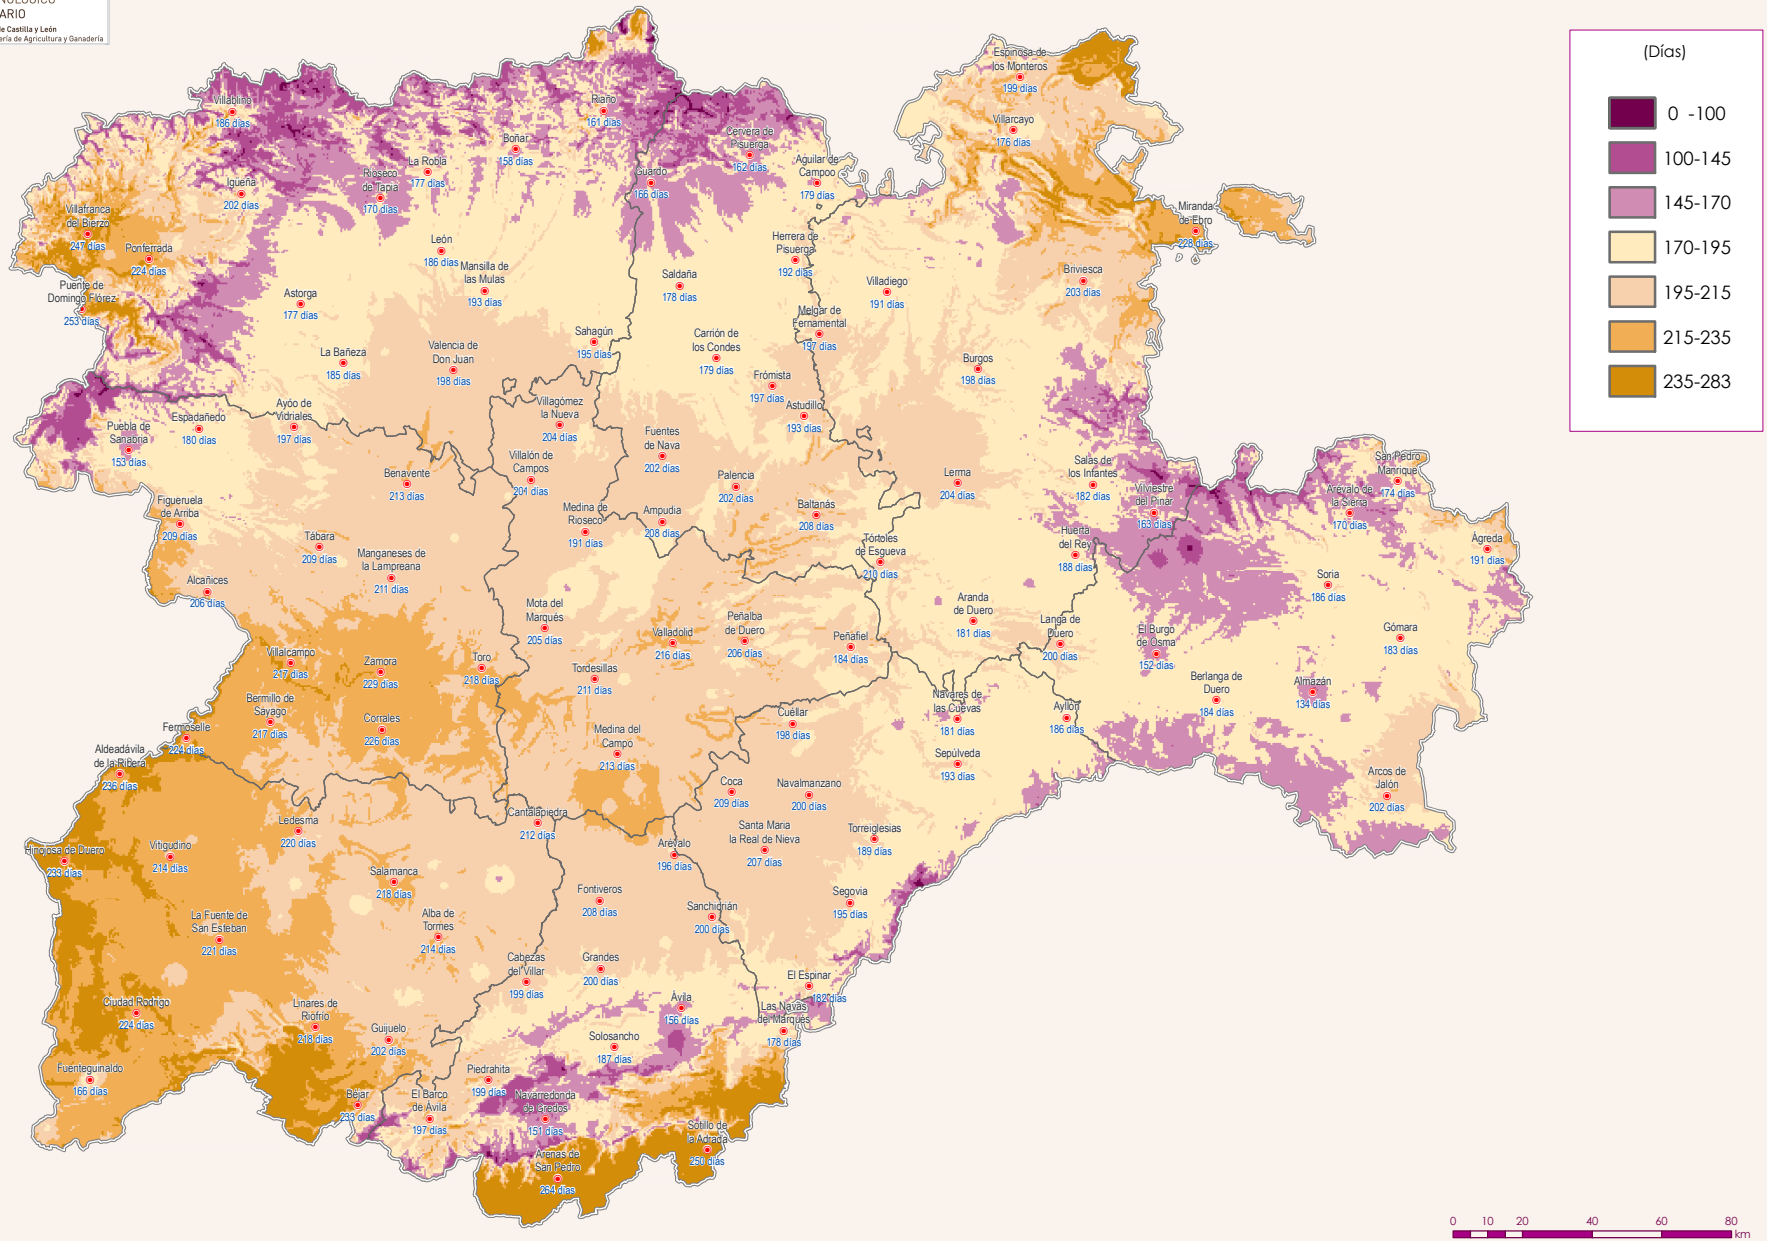 NOLÓGICO
ARIO
de Castilla y León
ería de Agricultura y Ganadería
(Días)
0 -100
100-145
145-170
170-195
195-215
215-235
235-283
Espinosa de
los Monteros
199 días
Villablino
186 días
Riaño
161 días
Villarcayo
176 días
Boñar
158 días
Cervera de
Pisuerga
162 días
La Robla
177 días
Aguilar de
Campoo
179 días
Rioseco
de Tapia
170 días
Guardo
166 días
Igueña
202 días
Villafranca
del Bierzo
247 días
Miranda
de Ebro
228 días
Ponferrada
224 días
León
186 días
Herrera de
Pisuerga
192 días
Mansilla de
las Mulas
193 días
Saldaña
178 días
Villadiego
191 días
Briviesca
203 días
Puente de
Domingo Flórez
253 días
Astorga
177 días
Melgar de
Fernamental
197 días
Sahagún
195 días
Carrión de
los Condes
179 días
La Bañeza
185 días
Valencia de
Don Juan
198 días
Burgos
198 días
Frómista
197 días
Espadañedo
180 días
Ayóo de
Vidriales
197 días
Villagómez
la Nueva
204 días
Astudillo
193 días
Puebla de
Sanabria
153 días
Fuentes
de Nava
202 días
Benavente
213 días
Villalón de
Campos
201 días
Palencia
202 días
Lerma
204 días
Salas de
los Infantes
182 días
San Pedro
Manrique
174 días
Vilviestre
del Pinar
163 días
Arévalo de
la Sierra
170 días
Figueruela
de Arriba
209 días
Medina de
Rioseco
191 días
Ampudia
208 días
Baltanás
208 días
Tábara
209 días
Manganeses de
la Lampreana
211 días
Tórtoles
de Esgueva
210 días
Huerta
del Rey
188 días
Ágreda
191 días
Alcañices
206 días
Soria
186 días
Mota del
Marqués
205 días
Peñalba
de Duero
206 días
Aranda
de Duero
181 días
Langa de
Duero
200 días
El Burgo
de Osma
152 días
Gómara
183 días
Valladolid
216 días
Peñafiel
184 días
Villalcampo
217 días
Zamora
229 días
Toro
218 días
Tordesillas
211 días
Berlanga de
Duero
184 días
Almazán
134 días
Bermillo de
Sayago
217 días
Corrales
226 días
Cuéllar
198 días
Navares de
las Cuevas
181 días
Ayllón
186 días
Fermoselle
224 días
Medina del
Campo
213 días
Sepúlveda
193 días
Aldeadávila
de la Ribera
236 días
Coca
209 días
Navalmanzano
200 días
Arcos de
Jalón
202 días
Ledesma
220 días
Cantalapiedra
212 días
Santa Maria
la Real de Nieva
207 días
Torreiglesias
189 días
Hinojosa de Duero
233 días
Vitigudino
214 días
Arévalo
196 días
Salamanca
218 días
Fontiveros
208 días
Segovia
195 días
La Fuente de
San Esteban
221 días
Alba de
Tormes
214 días
Sanchidrián
200 días
Cabezas
del Villar
199 días
Grandes
200 días
El Espinar
182 días
Ciudad Rodrigo
224 días
Linares de
Riofrío
218 días
Ávila
156 días
Las Navas
del Marqués
178 días
Guijuelo
202 días
Solosancho
187 días
Fuenteguinaldo
166 días
Piedrahita
199 días
Béjar
233 días
El Barco
de Ávila
197 días
Navarredonda
de Gredos
151 días
Sotillo de
la Adrada
250 días
Arenas de
San Pedro
264 días
0 10 20 40 60 80
km